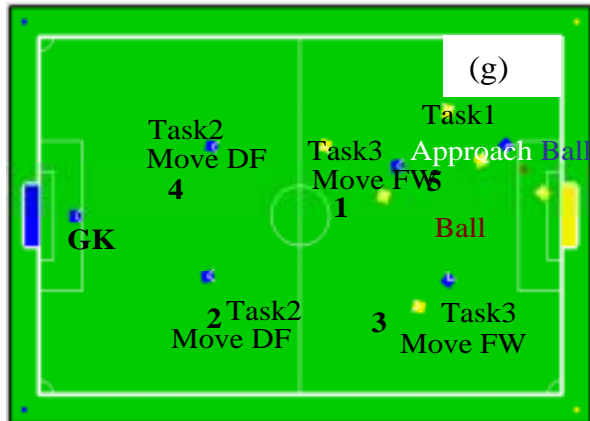 (g)
Task1
Approach Ball
5
Task2
Move DF
4
Task3
Move FW
1
GK
Ball
2 Task2
Move DF
3 Task3
Move FW